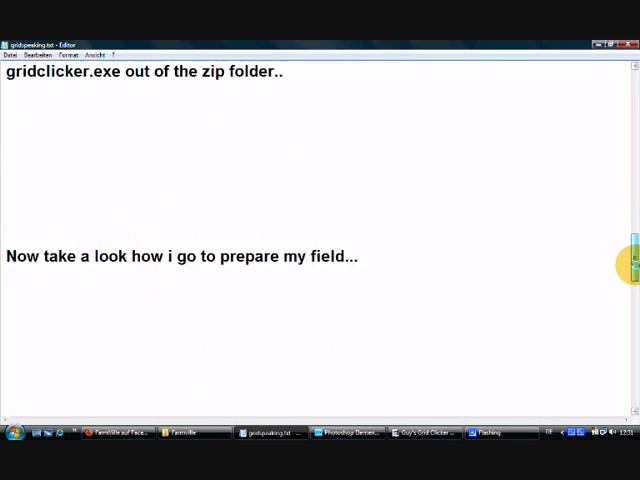 gridspeaking.txt - Editor
Datei Bearbeiten Format Ansicht ?
gridclicker.exe out of the zip folder..
Now take a look how i go to prepare my field...
FarmVille auf Face...
Farmville
gridspeaking.txt - ...
Photoshop Elemen...
Guy's Grid Clicker ...
Flashing
DE
12:31